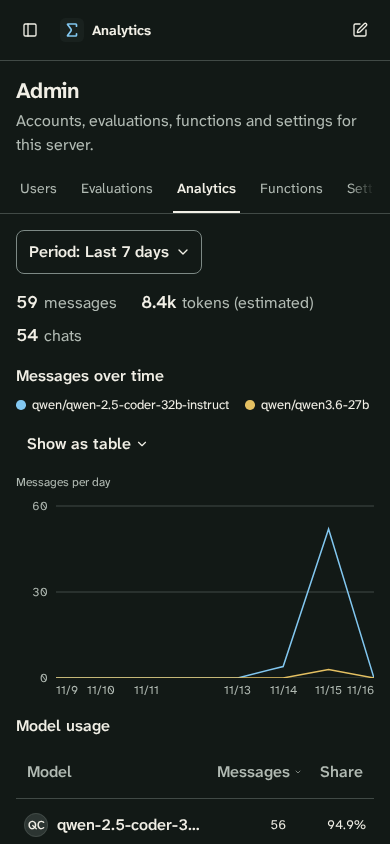 Analytics
Admin
Accounts, evaluations, functions and settings for
this server.
Users Evaluations Analytics Functions Sett
Period: Last 7 days
59 messages 8.4k tokens (estimated)
54 chats
Messages over time
qwen/qwen-2.5-coder-32b-instruct qwen/qwen3.6-27b
Show as table
Messages per day
60
30
0
11/9 11/10 11/11 11/13 11/14 11/15 11/16
Model usage
Model Messages Share
QC qwen-2.5-coder-3... 56 94.9%